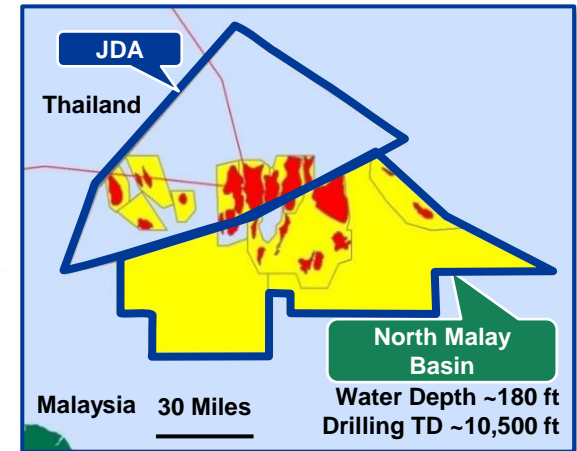 JDA
Thailand
North Malay
Basin
Water Depth ~180 ft
Drilling TD ~10,500 ft
Malaysia
30 Miles